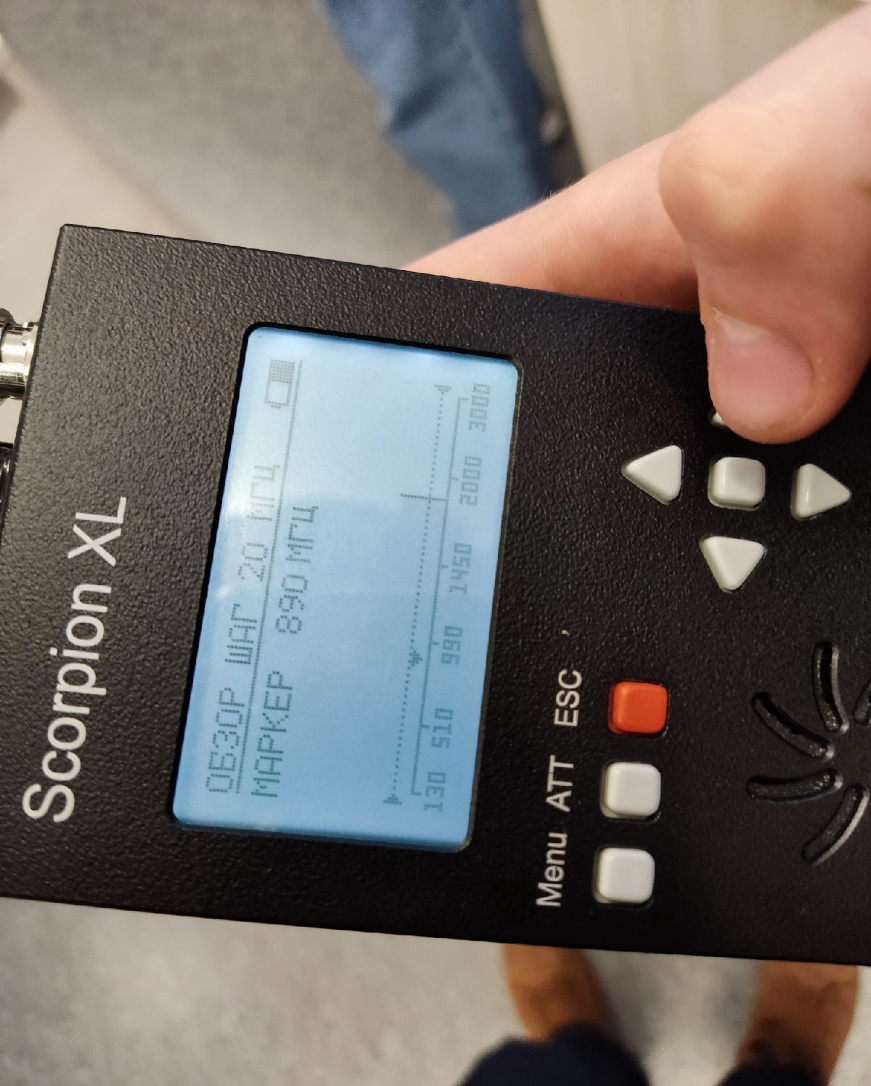 Scorpion XL
ОБЗОР ШАГ 20 МГЦ
МАРКЕР 890 МГЦ
130 510 990 1450 2000 3000
Menu ATT ESC